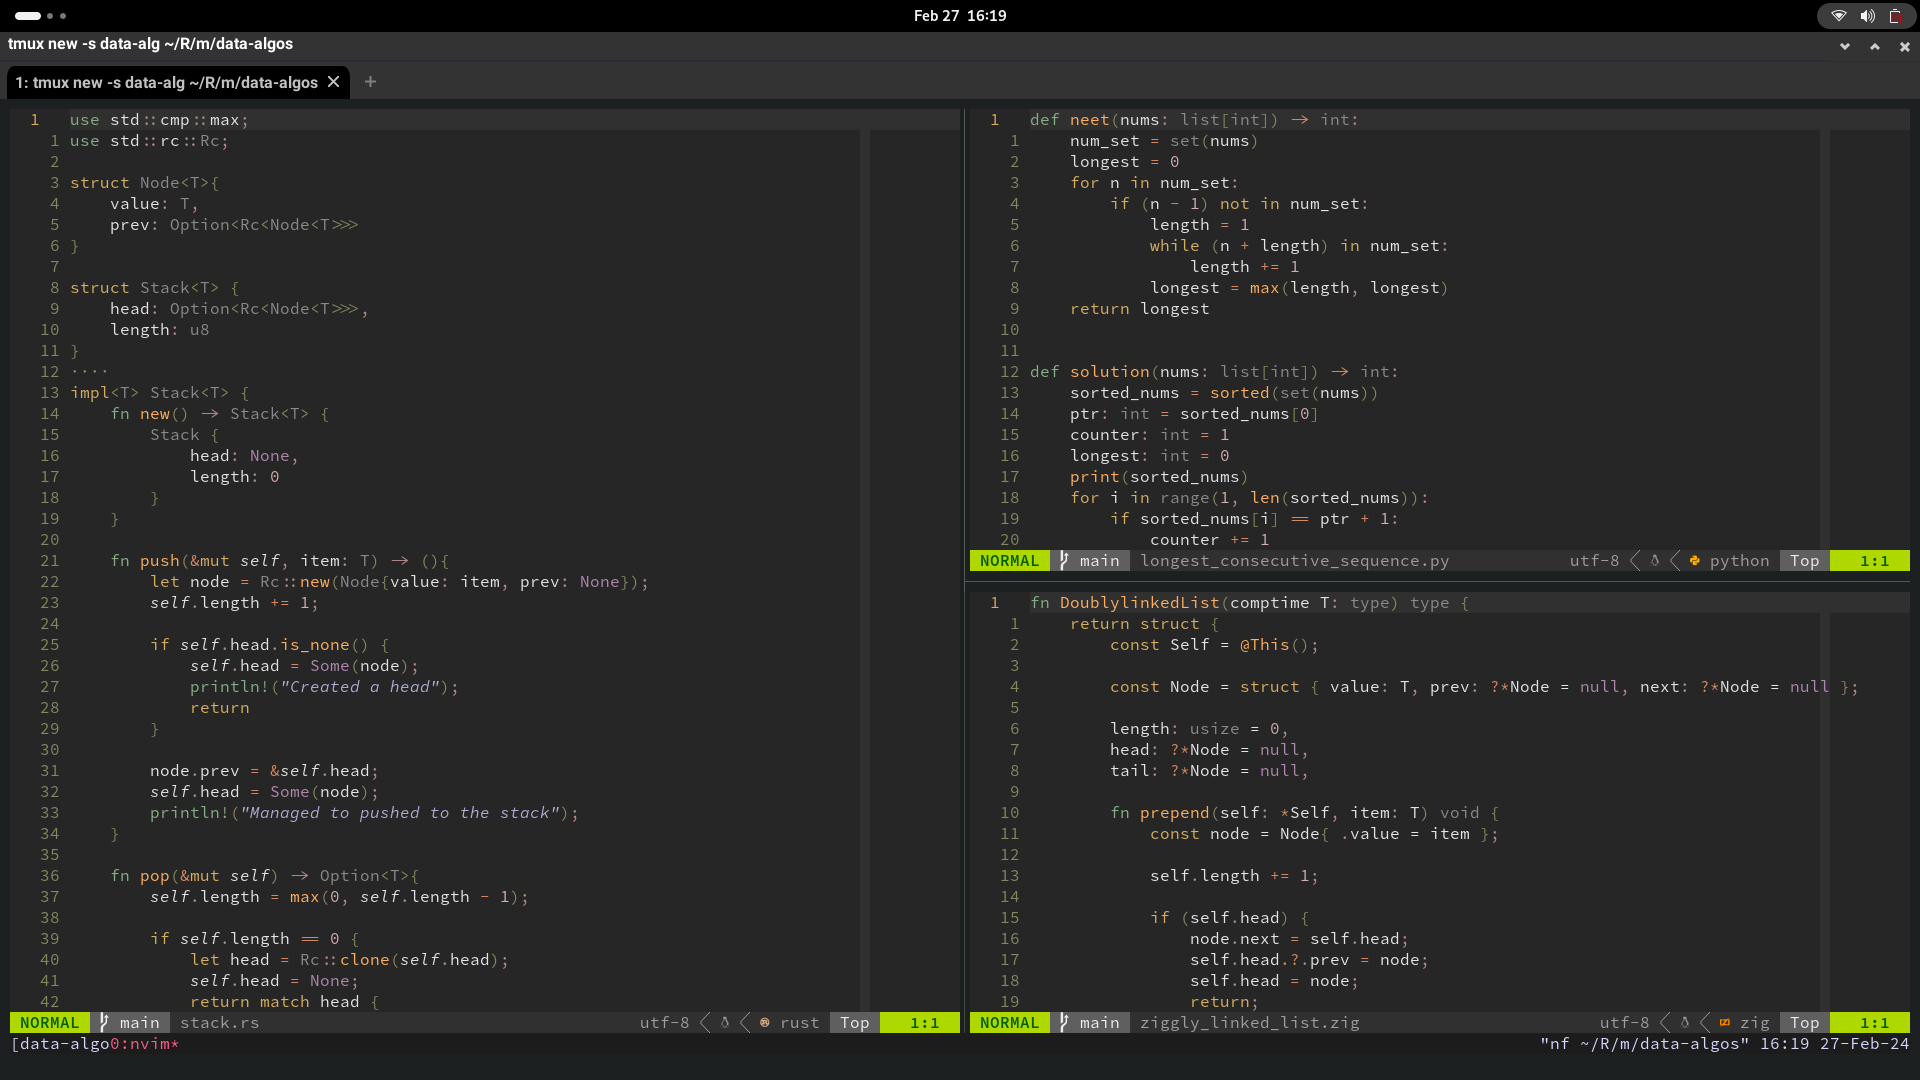 Feb 27 16:19
tmux new -s data-alg ~/R/m/data-algos
1: tmux new -s data-alg ~/R/m/data-algos ✕ +
1 use std::cmp::max;
1 use std::rc::Rc;
2
3 struct Node<T>{
4     value: T,
5     prev: Option<Rc<Node<T>>>
6 }
7
8 struct Stack<T> {
9     head: Option<Rc<Node<T>>>,
10     length: u8
11 }
12 ····
13 impl<T> Stack<T> {
14     fn new() -> Stack<T> {
15         Stack {
16             head: None,
17             length: 0
18         }
19     }
20
21     fn push(&mut self, item: T) -> (){
22         let node = Rc::new(Node{value: item, prev: None});
23         self.length += 1;
24
25         if self.head.is_none() {
26             self.head = Some(node);
27             println!("Created a head");
28             return
29         }
30
31         node.prev = &self.head;
32         self.head = Some(node);
33         println!("Managed to pushed to the stack");
34     }
35
36     fn pop(&mut self) -> Option<T>{
37         self.length = max(0, self.length - 1);
38
39         if self.length == 0 {
40             let head = Rc::clone(self.head);
41             self.head = None;
42             return match head {
NORMAL main stack.rs utf-8 rust Top 1:1
1 def neet(nums: list[int]) -> int:
1     num_set = set(nums)
2     longest = 0
3     for n in num_set:
4         if (n - 1) not in num_set:
5             length = 1
6             while (n + length) in num_set:
7                 length += 1
8             longest = max(length, longest)
9     return longest
10
11
12 def solution(nums: list[int]) -> int:
13     sorted_nums = sorted(set(nums))
14     ptr: int = sorted_nums[0]
15     counter: int = 1
16     longest: int = 0
17     print(sorted_nums)
18     for i in range(1, len(sorted_nums)):
19         if sorted_nums[i] == ptr + 1:
20             counter += 1
NORMAL main longest_consecutive_sequence.py utf-8 python Top 1:1
1 fn DoublylinkedList(comptime T: type) type {
1     return struct {
2         const Self = @This();
3
4         const Node = struct { value: T, prev: ?*Node = null, next: ?*Node = null };
5
6         length: usize = 0,
7         head: ?*Node = null,
8         tail: ?*Node = null,
9
10         fn prepend(self: *Self, item: T) void {
11             const node = Node{ .value = item };
12
13             self.length += 1;
14
15             if (self.head) {
16                 node.next = self.head;
17                 self.head.?.prev = node;
18                 self.head = node;
19                 return;
NORMAL main ziggly_linked_list.zig utf-8 zig Top 1:1
[data-algo0:nvim* "nf ~/R/m/data-algos" 16:19 27-Feb-24